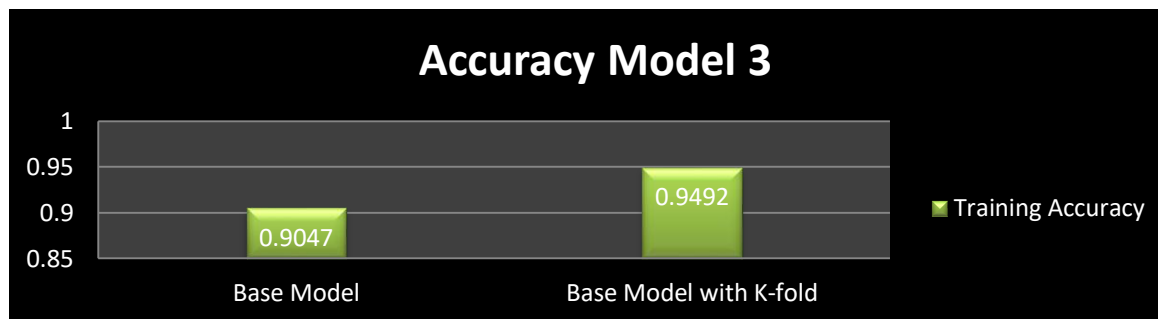 Accuracy Model 3
1
0.95
0.9
0.85
0.9047
0.9492
Base Model
Base Model with K-fold
Training Accuracy